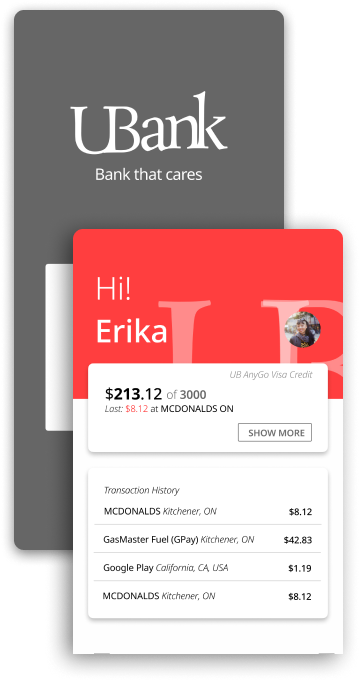 UBank
Bank that cares
Hi!
Erika
UB AnyGo Visa Credit
$213.12 of 3000
Last: $8.12 at MCDONALDS ON
SHOW MORE
Transaction History
MCDONALDS Kitchener, ON $8.12
GasMaster Fuel (GPay) Kitchener, ON $42.83
Google Play California, CA, USA $1.19
MCDONALDS Kitchener, ON $8.12